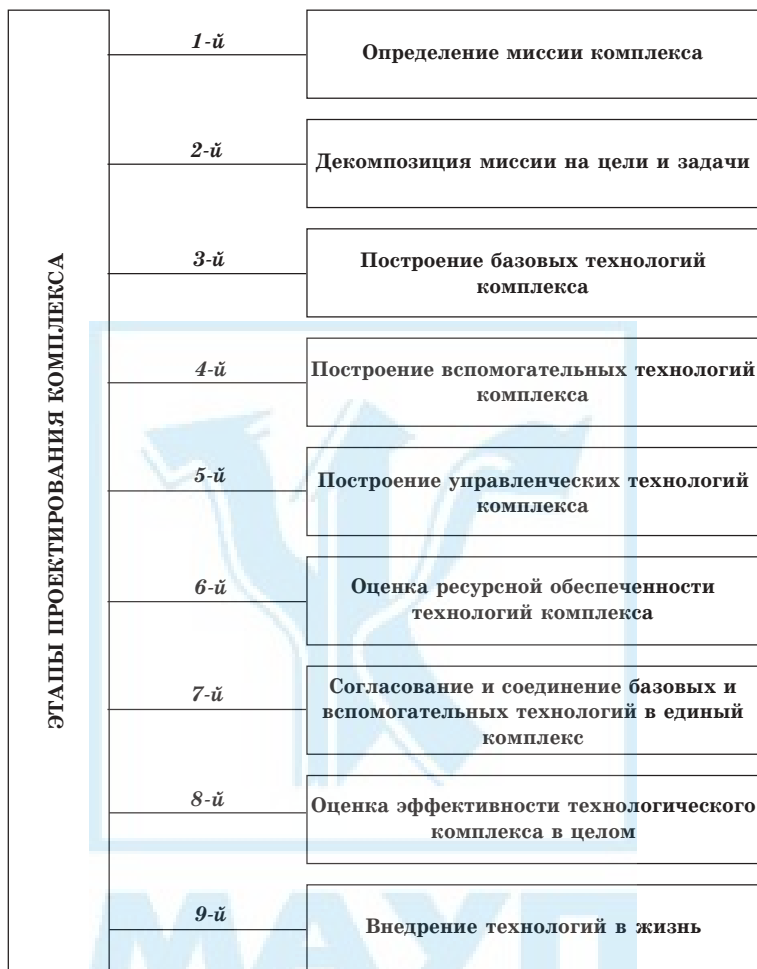 ЭТАПЫ ПРОЕКТИРОВАНИЯ КОМПЛЕКСА
1-й
Определение миссии комплекса
2-й
Декомпозиция миссии на цели и задачи
3-й
Построение базовых технологий
комплекса
4-й
Построение вспомогательных технологий
комплекса
5-й
Построение управленческих технологий
комплекса
6-й
Оценка ресурсной обеспеченности
технологий комплекса
7-й
Согласование и соединение базовых и
вспомогательных технологий в единый
комплекс
8-й
Оценка эффективности технологического
комплекса в целом
9-й
Внедрение технологий в жизнь
МАУП